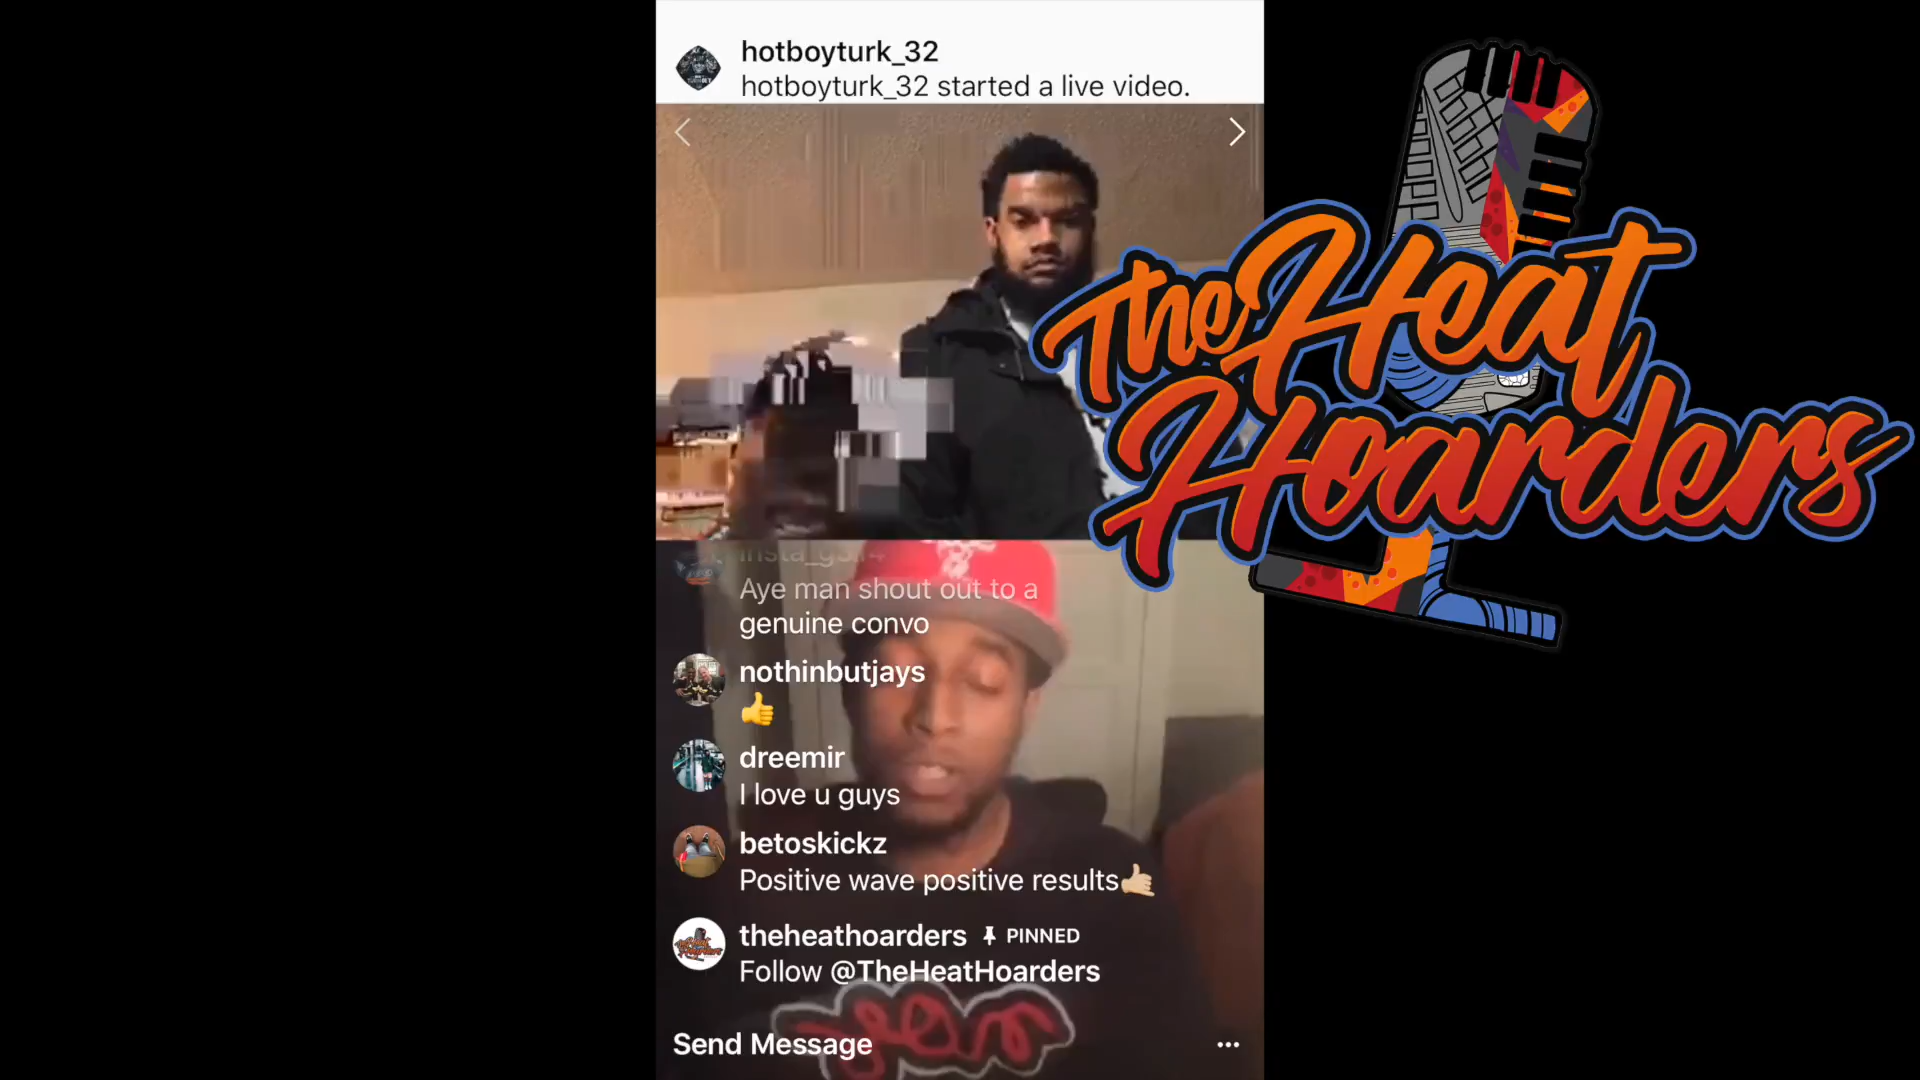 hotboyturk_32
hotboyturk_32 started a live video.
The Heat
Hoarders
Aye man shout out to a
genuine convo
nothinbutjays
👍
dreemir
I love u guys
betoskickz
Positive wave positive results🤙🏼
theheathoarders PINNED
Follow @TheHeatHoarders
Send Message